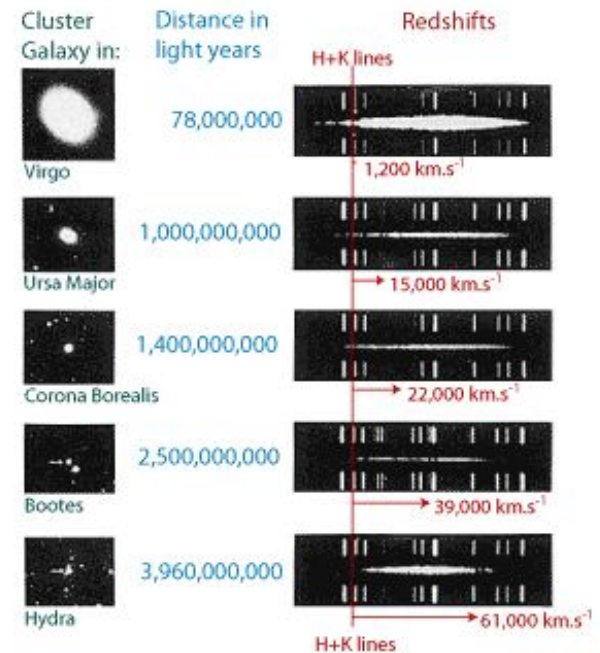 Cluster
Galaxy in:
Distance in
light years
Redshifts
H+K lines
78,000,000
1,200 km.s⁻¹
Virgo
1,000,000,000
15,000 km.s⁻¹
Ursa Major
1,400,000,000
22,000 km.s⁻¹
Corona Borealis
2,500,000,000
39,000 km.s⁻¹
Bootes
3,960,000,000
61,000 km.s⁻¹
Hydra
H+K lines